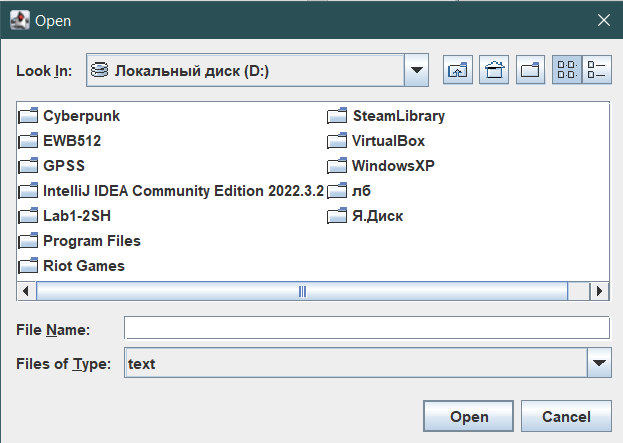 Open
Look In: Локальный диск (D:)
Cyberpunk
EWB512
GPSS
IntelliJ IDEA Community Edition 2022.3.2
Lab1-2SH
Program Files
Riot Games
SteamLibrary
VirtualBox
WindowsXP
лб
Я.Диск
File Name:
Files of Type: text
Open Cancel